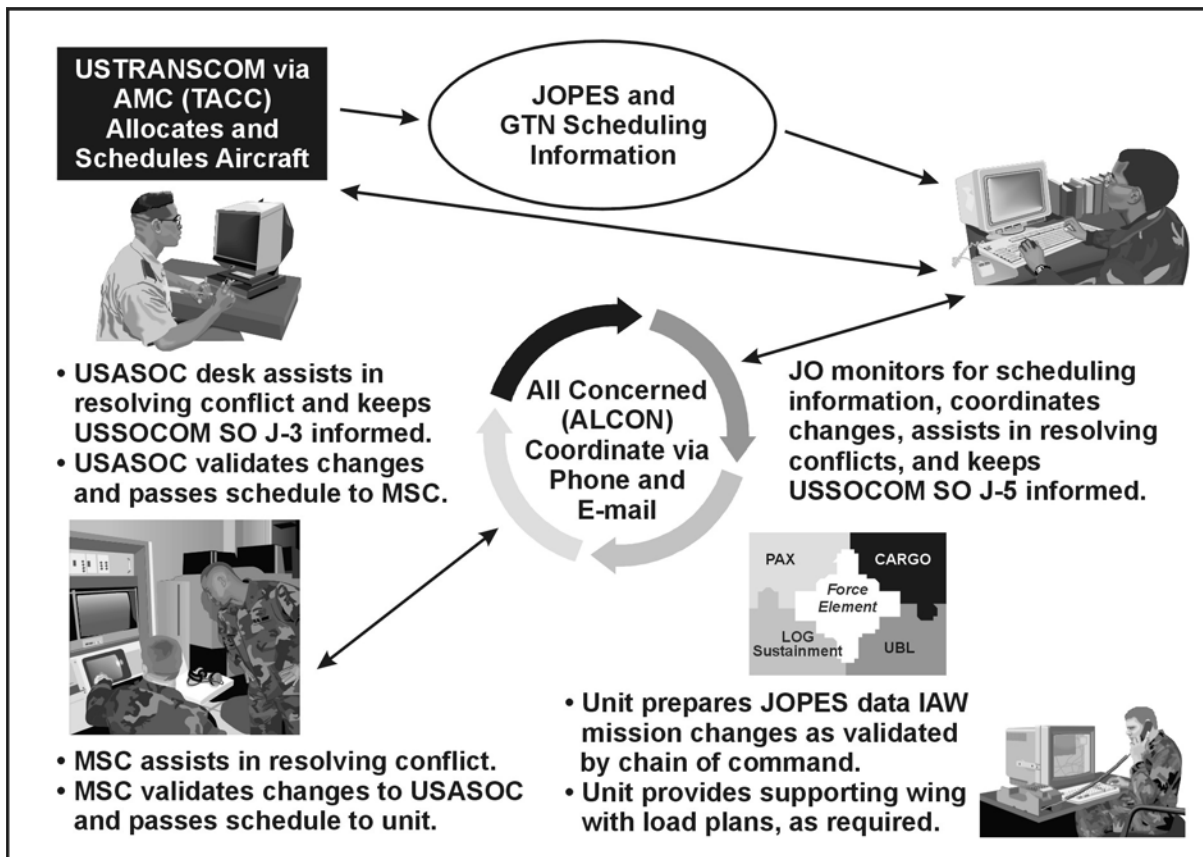 USTRANSCOM via
AMC (TACC)
Allocates and
Schedules Aircraft
JOPES and
GTN Scheduling
Information
• USASOC desk assists in
resolving conflict and keeps
USSOCOM SO J-3 informed.
• USASOC validates changes
and passes schedule to MSC.
All Concerned
(ALCON)
Coordinate via
Phone and
E-mail
JO monitors for scheduling
information, coordinates
changes, assists in resolving
conflicts, and keeps
USSOCOM SO J-5 informed.
PAX
CARGO
Force
Element
LOG
Sustainment
UBL
• MSC assists in resolving conflict.
• MSC validates changes to USASOC
and passes schedule to unit.
• Unit prepares JOPES data IAW
mission changes as validated
by chain of command.
• Unit provides supporting wing
with load plans, as required.